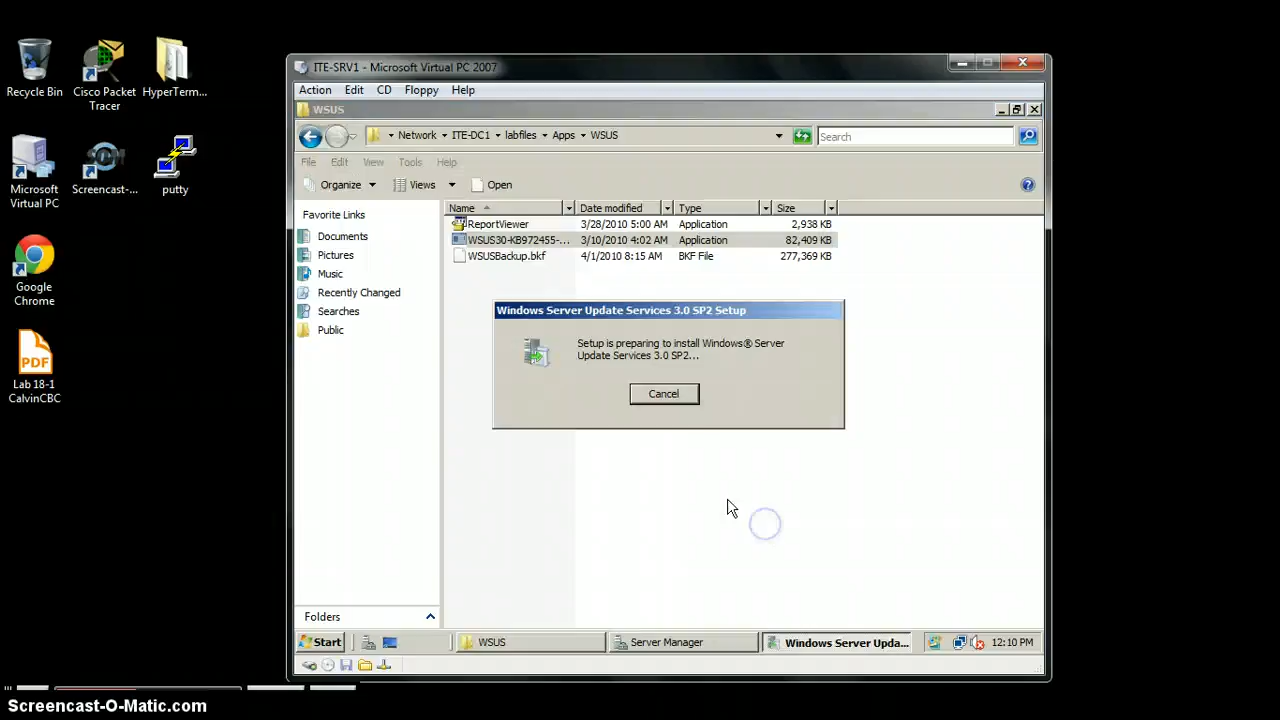 Recycle Bin
Cisco Packet
Tracer
HyperTerm...
Microsoft
Virtual PC
Screencast-...
putty
Google
Chrome
PDF
Lab 18-1
CalvinCBC
ITE-SRV1 - Microsoft Virtual PC 2007
Action Edit CD Floppy Help
WSUS
Network ITE-DC1 labfiles Apps WSUS
Search
File Edit View Tools Help
Organize Views Open
Favorite Links
Documents
Pictures
Music
Recently Changed
Searches
Public
Folders
Name Date modified Type Size
ReportViewer 3/28/2010 5:00 AM Application 2,938 KB
WSUS30-KB972455-... 3/10/2010 4:02 AM Application 82,409 KB
WSUSBackup.bkf 4/1/2010 8:15 AM BKF File 277,369 KB
Windows Server Update Services 3.0 SP2 Setup
Setup is preparing to install Windows® Server
Update Services 3.0 SP2...
Cancel
Start WSUS Server Manager Windows Server Upda... 12:10 PM
Screencast-O-Matic.com